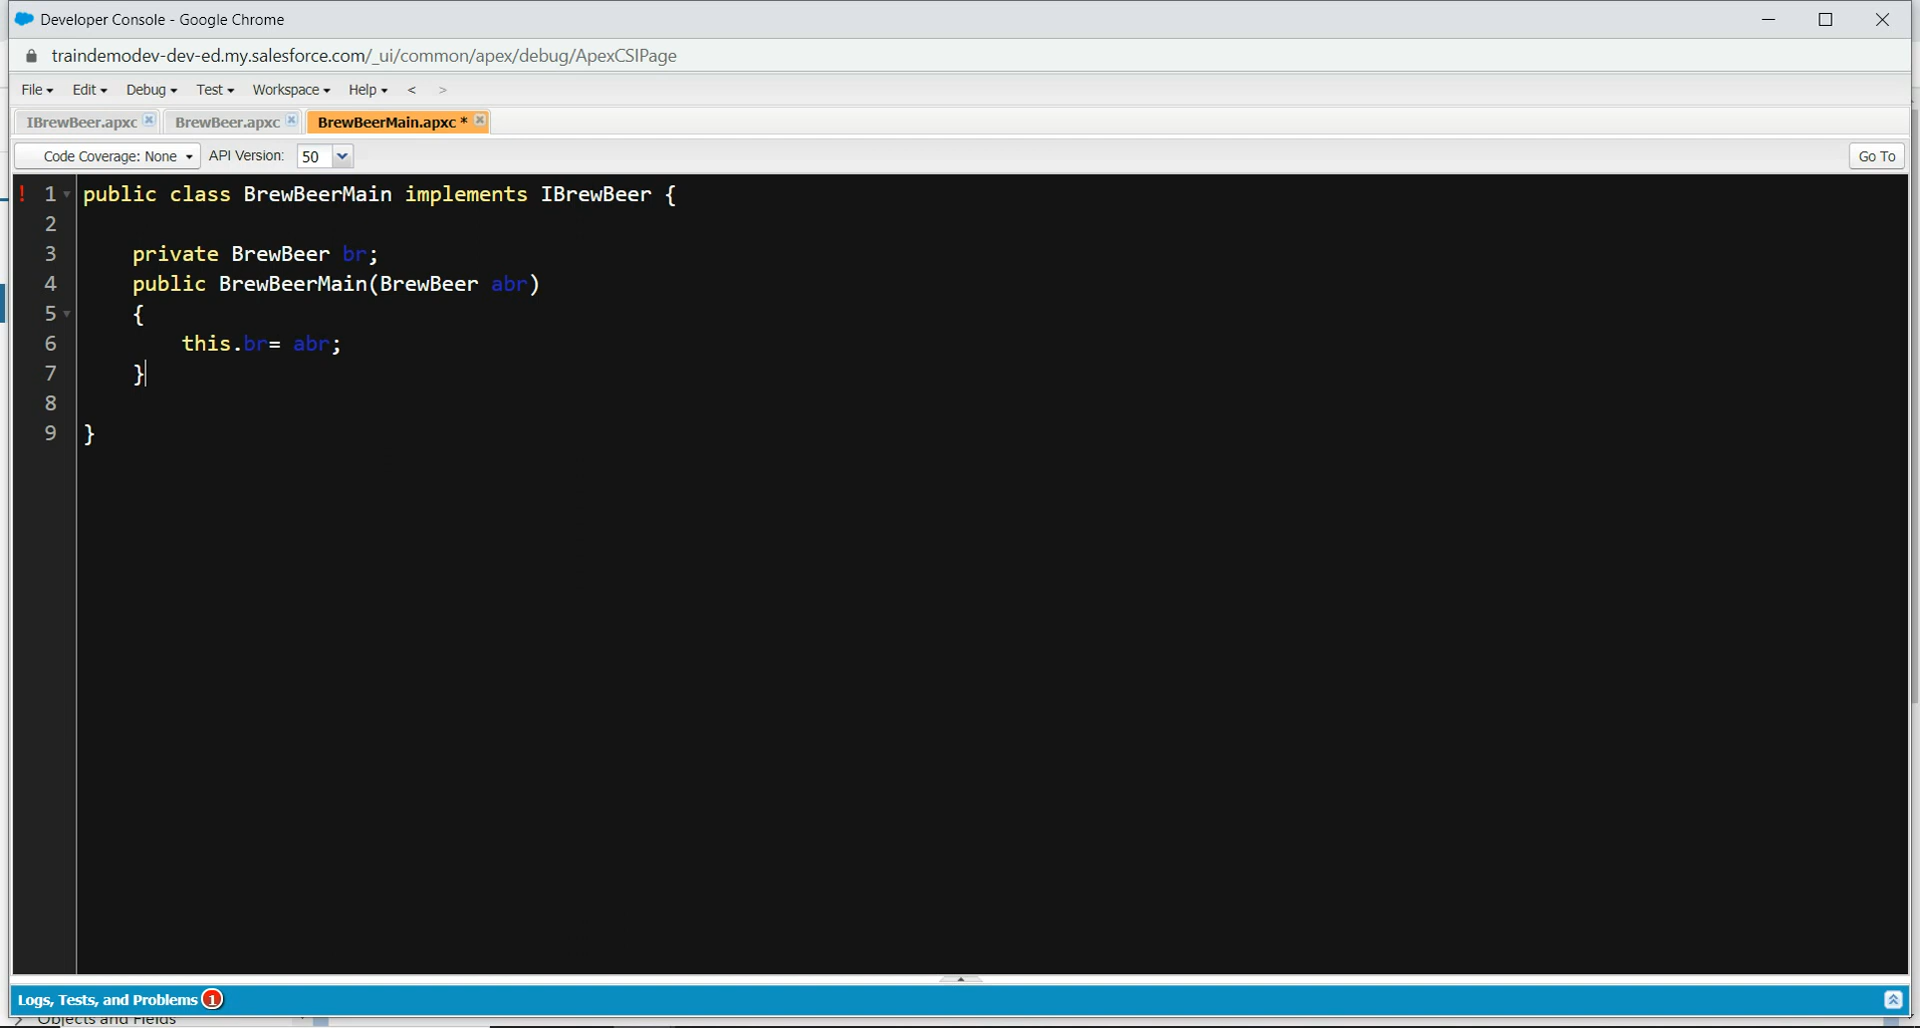 Developer Console - Google Chrome
traindemodev-dev-ed.my.salesforce.com/_ui/common/apex/debug/ApexCSIPage
File Edit Debug Test Workspace Help < >
IBrewBeer.apxc BrewBeer.apxc BrewBeerMain.apxc *
Code Coverage: None API Version: 50 Go To
! 1 public class BrewBeerMain implements IBrewBeer {
2
3 private BrewBeer br;
4 public BrewBeerMain(BrewBeer abr)
5 {
6 this.br= abr;
7 }
8
9 }
Logs, Tests, and Problems 1
Objects and Fields